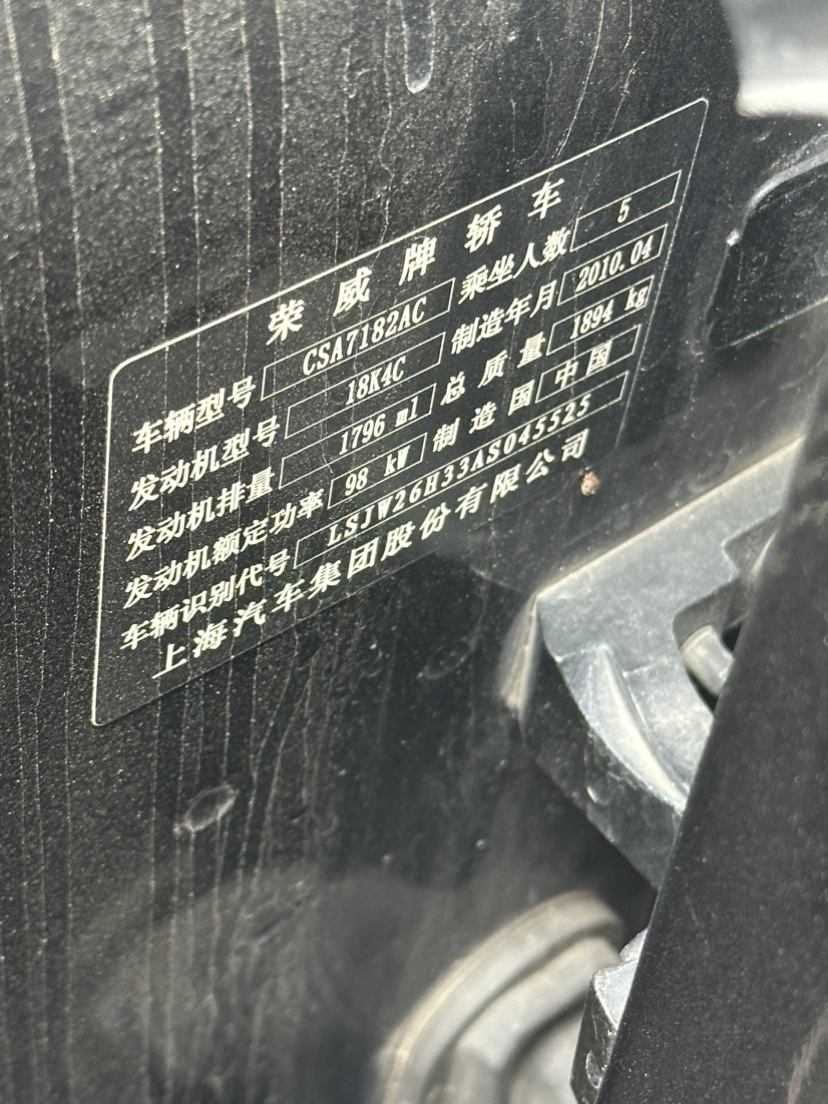 荣威牌轿车
车辆型号 CSA7182AC 乘坐人数 5
发动机型号 18K4C 制造年月 2010.04
发动机排量 1796 ml 总质量 1894 kg
发动机额定功率 98 kW 制造国 中国
车辆识别代号 LSJW26H33AS045525
上海汽车集团股份有限公司